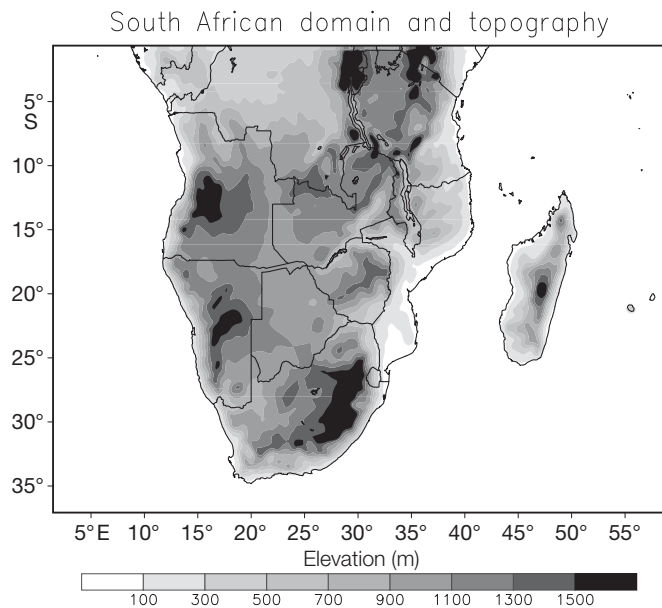 South African domain and topography
5°
S
10°
15°
20°
25°
30°
35°
5°E 10° 15° 20° 25° 30° 35° 40° 45° 50° 55°
Elevation (m)
100 300 500 700 900 1100 1300 1500